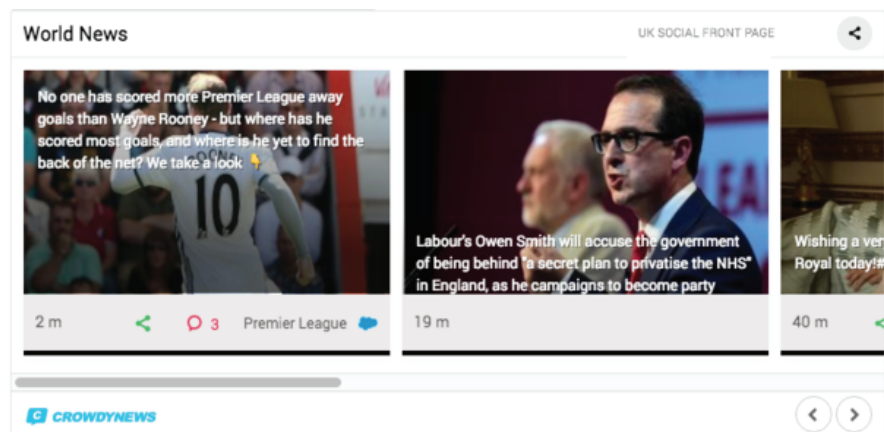 World News
UK SOCIAL FRONT PAGE
No one has scored more Premier League away
goals than Wayne Rooney - but where has he
scored most goals, and where is he yet to find the
back of the net? We take a look 👇
10
2 m
3
Premier League
Labour's Owen Smith will accuse the government
of being behind "a secret plan to privatise the NHS"
in England, as he campaigns to become party
19 m
Wishing a ver
Royal today!#
40 m
C CROWDYNEWS